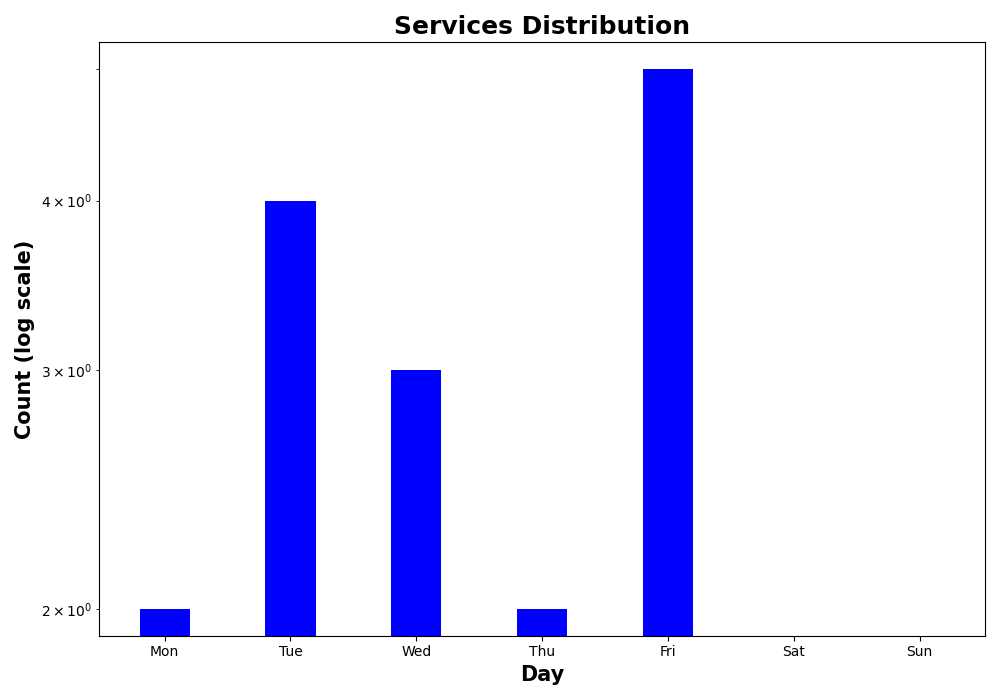 Services Distribution
Count (log scale)
4 × 10⁰
3 × 10⁰
2 × 10⁰
Mon Tue Wed Thu Fri Sat Sun
Day